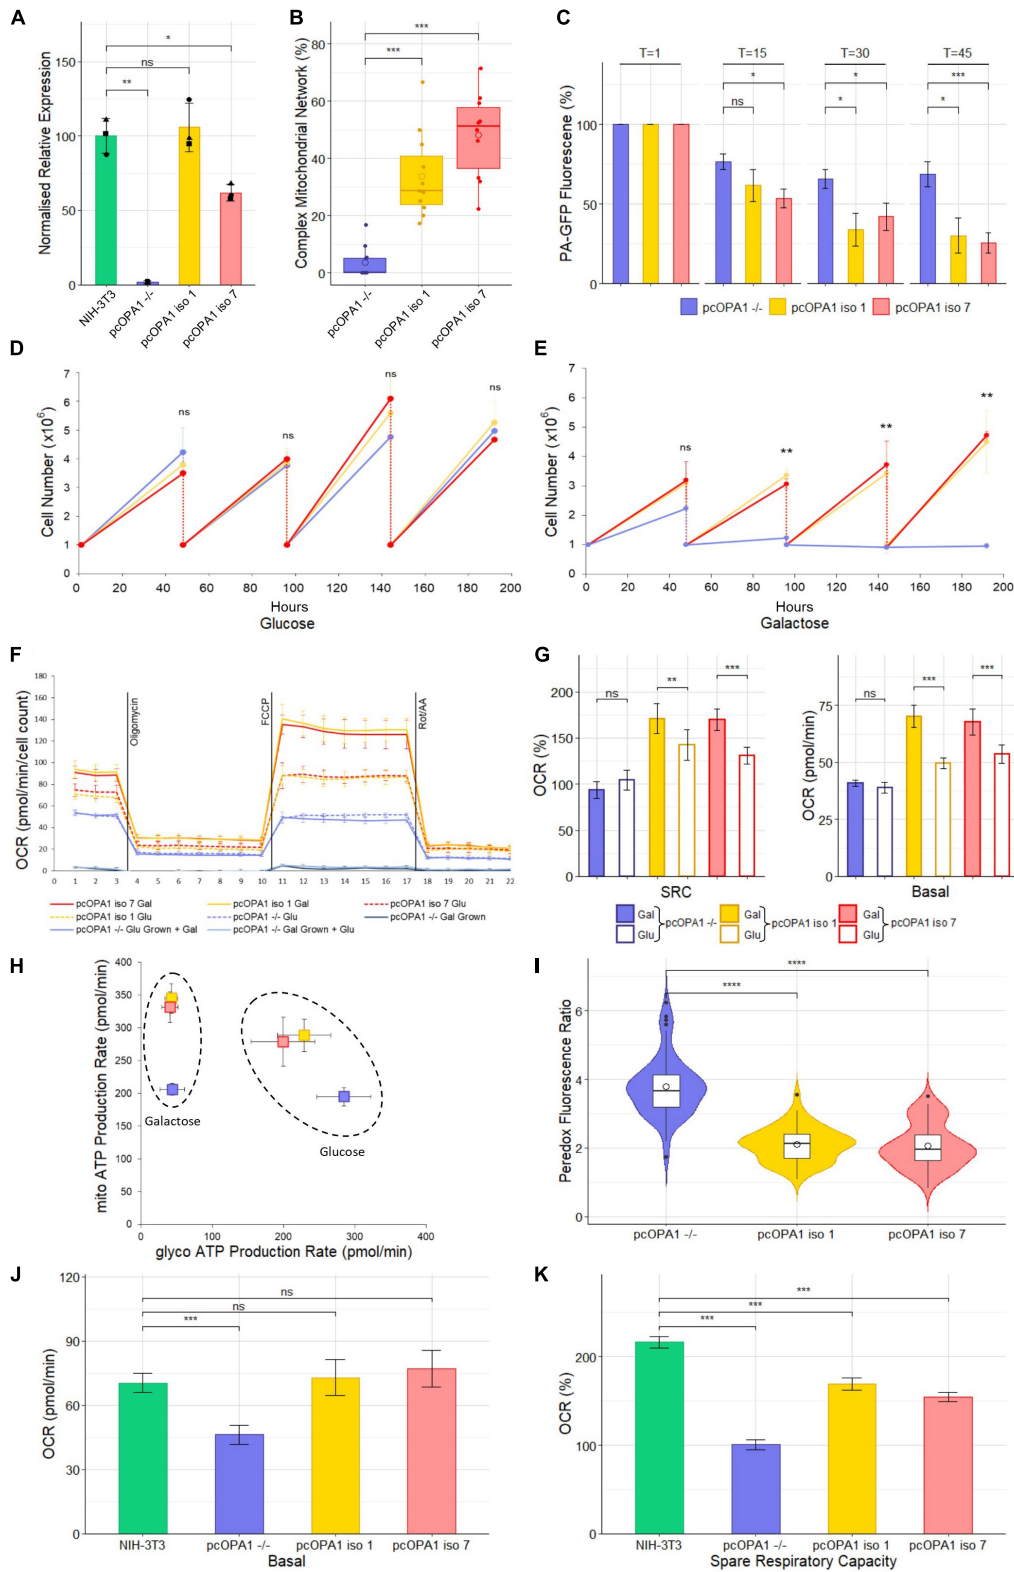 A
Normalised Relative Expression
150
100
50
0
*
ns
**
NIH-3T3
pcOPA1 -/-
pcOPA1 iso 1
pcOPA1 iso 7
B
Complex Mitochondrial Network (%)
80
60
40
20
0
***
***
pcOPA1 -/-
pcOPA1 iso 1
pcOPA1 iso 7
C
PA-GFP Fluorescene (%)
100
50
0
T=1
T=15
T=30
T=45
*
ns
*
*
***
*
pcOPA1 -/-
pcOPA1 iso 1
pcOPA1 iso 7
D
Cell Number (x10⁶)
7
6
5
4
3
2
1
0
ns
ns
ns
ns
0 20 40 60 80 100 120 140 160 180 200
Hours
Glucose
E
Cell Number (x10⁶)
7
6
5
4
3
2
1
0
ns
**
**
**
0 20 40 60 80 100 120 140 160 180 200
Hours
Galactose
F
OCR (pmol/min/cell count)
180
160
140
120
100
80
60
40
20
0
Oligomycin
FCCP
Rot/AA
1 2 3 4 5 6 7 8 9 10 11 12 13 14 15 16 17 18 19 20 21 22
pcOPA1 iso 7 Gal
pcOPA1 iso 1 Gal
pcOPA1 iso 7 Glu
pcOPA1 iso 1 Glu
pcOPA1 -/- Glu
pcOPA1 -/- Gal Grown
pcOPA1 -/- Glu Grown + Gal
pcOPA1 -/- Gal Grown + Glu
G
OCR (%)
200
150
100
50
0
ns
**
***
SRC
OCR (pmol/min)
75
50
25
0
ns
***
***
Basal
Gal
Glu
pcOPA1 -/-
Gal
Glu
pcOPA1 iso 1
Gal
Glu
pcOPA1 iso 7
H
mito ATP Production Rate (pmol/min)
400
350
300
250
200
150
100
50
0
Galactose
Glucose
0 100 200 300 400
glyco ATP Production Rate (pmol/min)
I
Peredox Fluorescence Ratio
6
4
2
0
****
****
pcOPA1 -/-
pcOPA1 iso 1
pcOPA1 iso 7
J
OCR (pmol/min)
120
90
60
30
0
ns
ns
***
NIH-3T3
pcOPA1 -/-
pcOPA1 iso 1
pcOPA1 iso 7
Basal
K
OCR (%)
200
100
0
***
***
***
NIH-3T3
pcOPA1 -/-
pcOPA1 iso 1
pcOPA1 iso 7
Spare Respiratory Capacity